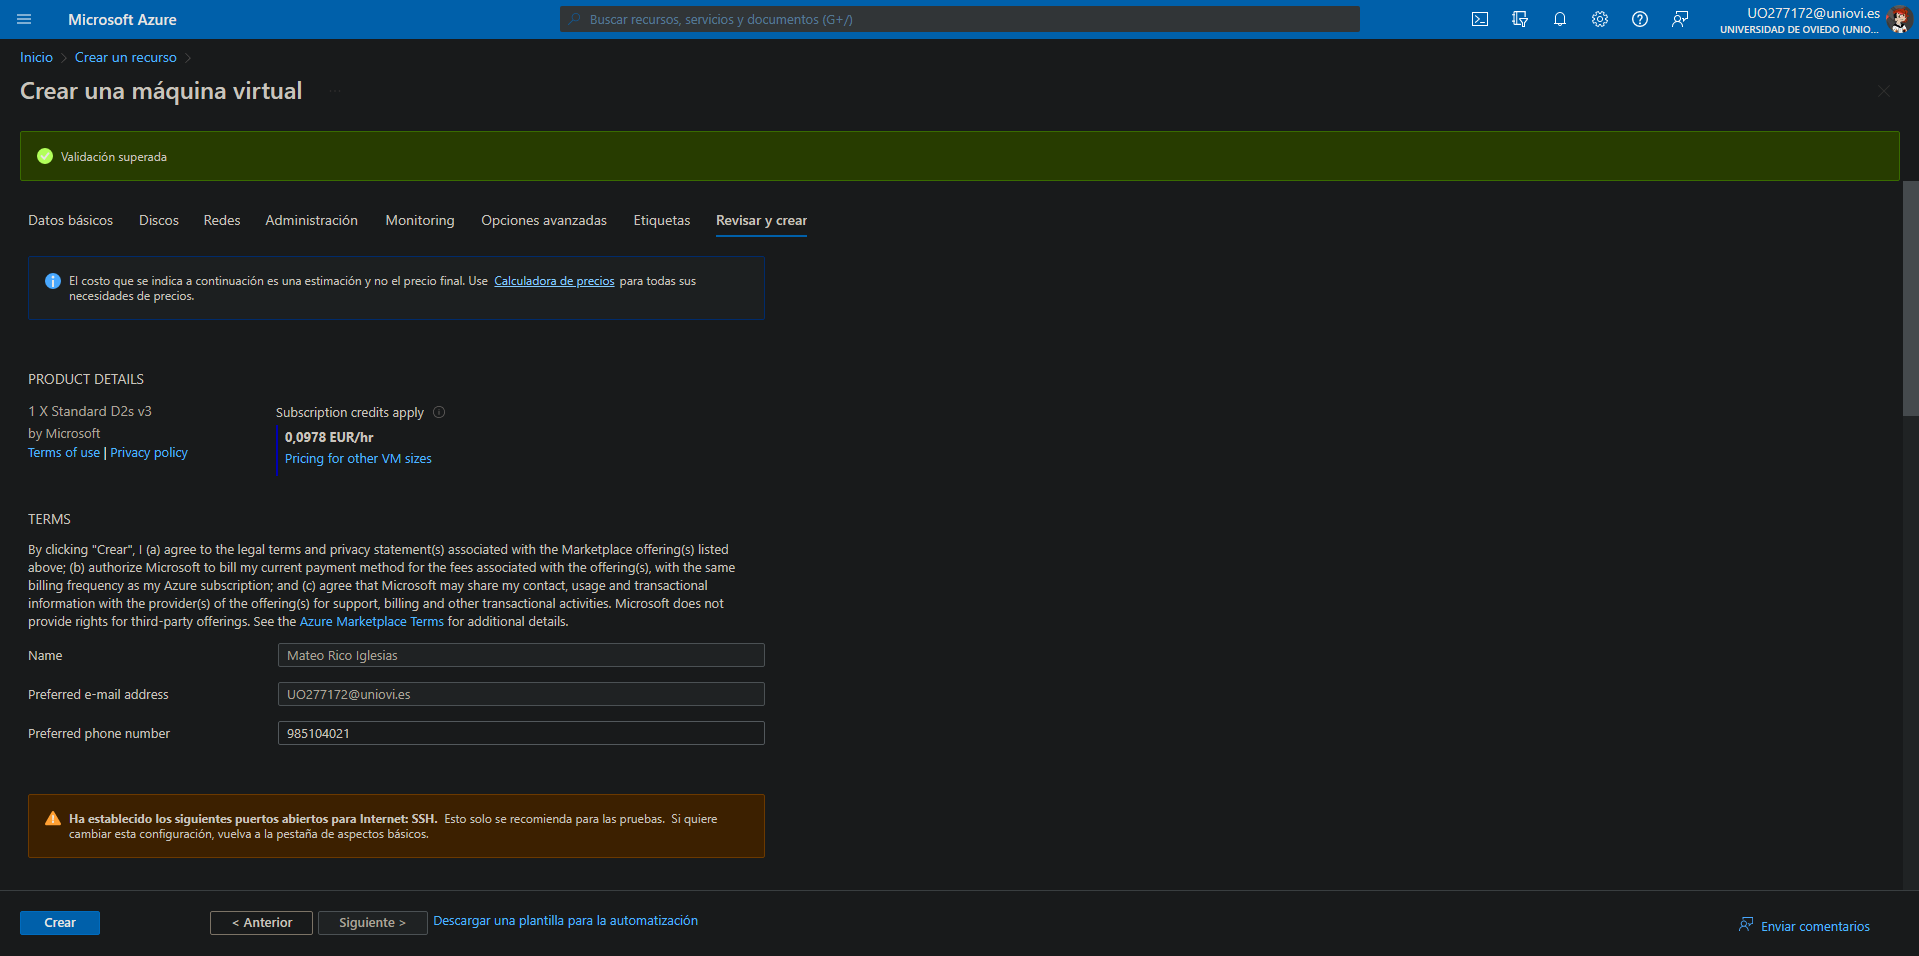 Microsoft Azure
Buscar recursos, servicios y documentos (G+/)
UO277172@uniovi.es
UNIVERSIDAD DE OVIEDO (UNIO...
Inicio > Crear un recurso >
Crear una máquina virtual ...
Validación superada
Datos básicos Discos Redes Administración Monitoring Opciones avanzadas Etiquetas Revisar y crear
El costo que se indica a continuación es una estimación y no el precio final. Use Calculadora de precios para todas sus
necesidades de precios.
PRODUCT DETAILS
1 X Standard D2s v3
by Microsoft
Terms of use | Privacy policy
Subscription credits apply
0,0978 EUR/hr
Pricing for other VM sizes
TERMS
By clicking "Crear", I (a) agree to the legal terms and privacy statement(s) associated with the Marketplace offering(s) listed
above; (b) authorize Microsoft to bill my current payment method for the fees associated with the offering(s), with the same
billing frequency as my Azure subscription; and (c) agree that Microsoft may share my contact, usage and transactional
information with the provider(s) of the offering(s) for support, billing and other transactional activities. Microsoft does not
provide rights for third-party offerings. See the Azure Marketplace Terms for additional details.
Name Mateo Rico Iglesias
Preferred e-mail address UO277172@uniovi.es
Preferred phone number 985104021
Ha establecido los siguientes puertos abiertos para Internet: SSH. Esto solo se recomienda para las pruebas. Si quiere
cambiar esta configuración, vuelva a la pestaña de aspectos básicos.
Crear < Anterior Siguiente > Descargar una plantilla para la automatización
Enviar comentarios